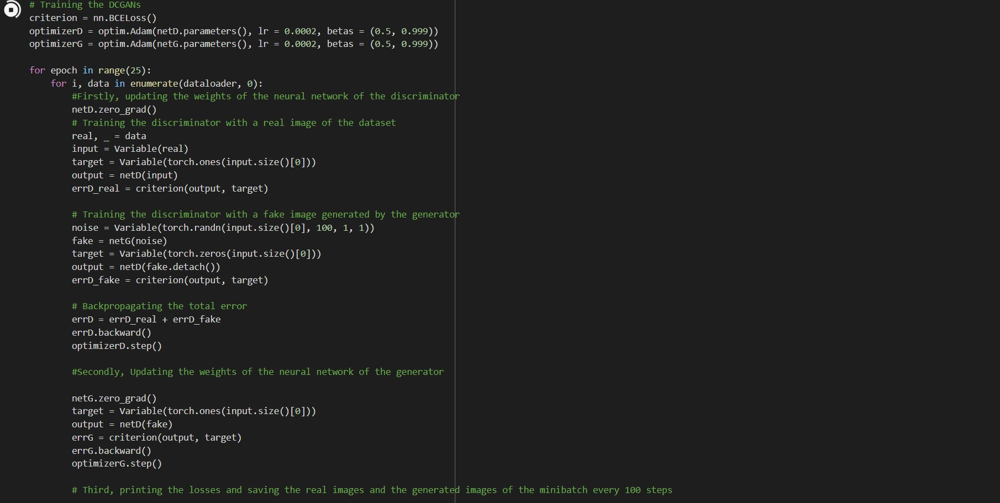 # Training the DCGANs
criterion = nn.BCELoss()
optimizerD = optim.Adam(netD.parameters(), lr = 0.0002, betas = (0.5, 0.999))
optimizerG = optim.Adam(netG.parameters(), lr = 0.0002, betas = (0.5, 0.999))

for epoch in range(25):
    for i, data in enumerate(dataloader, 0):
        #Firstly, updating the weights of the neural network of the discriminator
        netD.zero_grad()
        # Training the discriminator with a real image of the dataset
        real, _ = data
        input = Variable(real)
        target = Variable(torch.ones(input.size()[0]))
        output = netD(input)
        errD_real = criterion(output, target)

        # Training the discriminator with a fake image generated by the generator
        noise = Variable(torch.randn(input.size()[0], 100, 1, 1))
        fake = netG(noise)
        target = Variable(torch.zeros(input.size()[0]))
        output = netD(fake.detach())
        errD_fake = criterion(output, target)

        # Backpropagating the total error
        errD = errD_real + errD_fake
        errD.backward()
        optimizerD.step()

        #Secondly, Updating the weights of the neural network of the generator

        netG.zero_grad()
        target = Variable(torch.ones(input.size()[0]))
        output = netD(fake)
        errG = criterion(output, target)
        errG.backward()
        optimizerG.step()

        # Third, printing the losses and saving the real images and the generated images of the minibatch every 100 steps